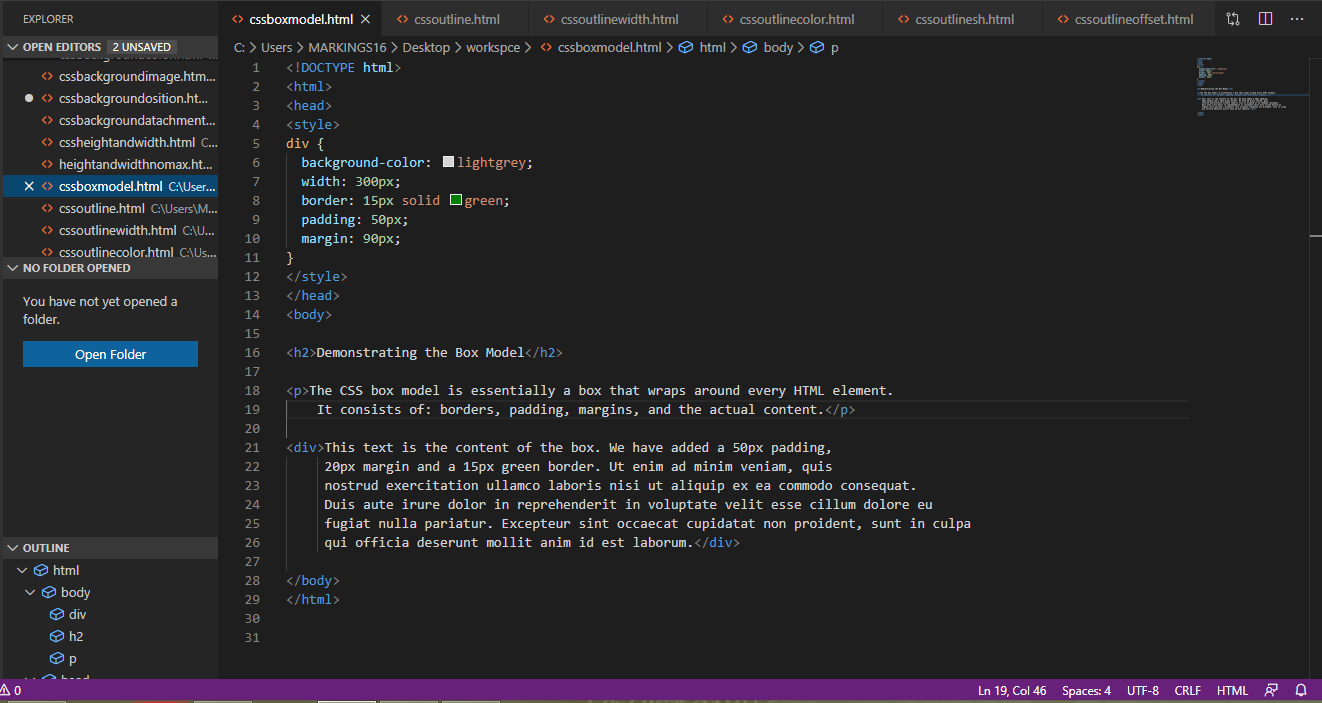 EXPLORER
OPEN EDITORS 2 UNSAVED
cssbackgroundimage.htm...
cssbackgroundosition.ht...
cssbackgroundatachment...
cssheightandwidth.html C...
heightandwidthnomax.ht...
cssboxmodel.html C:\User...
cssoutline.html C:\Users\M...
cssoutlinewidth.html C:\U...
cssoutlinecolor.html C:\Us...
NO FOLDER OPENED
You have not yet opened a
folder.
Open Folder
OUTLINE
html
body
div
h2
p
head
cssboxmodel.html cssoutline.html cssoutlinewidth.html cssoutlinecolor.html cssoutlinesh.html cssoutlineoffset.html
C: > Users > MARKINGS16 > Desktop > workspce > cssboxmodel.html > html > body > p
1 <!DOCTYPE html>
2 <html>
3 <head>
4 <style>
5 div {
6 background-color: lightgrey;
7 width: 300px;
8 border: 15px solid green;
9 padding: 50px;
10 margin: 90px;
11 }
12 </style>
13 </head>
14 <body>
15
16 <h2>Demonstrating the Box Model</h2>
17
18 <p>The CSS box model is essentially a box that wraps around every HTML element.
19 It consists of: borders, padding, margins, and the actual content.</p>
20
21 <div>This text is the content of the box. We have added a 50px padding,
22 20px margin and a 15px green border. Ut enim ad minim veniam, quis
23 nostrud exercitation ullamco laboris nisi ut aliquip ex ea commodo consequat.
24 Duis aute irure dolor in reprehenderit in voluptate velit esse cillum dolore eu
25 fugiat nulla pariatur. Excepteur sint occaecat cupidatat non proident, sunt in culpa
26 qui officia deserunt mollit anim id est laborum.</div>
27
28 </body>
29 </html>
30
31
0 Ln 19, Col 46 Spaces: 4 UTF-8 CRLF HTML